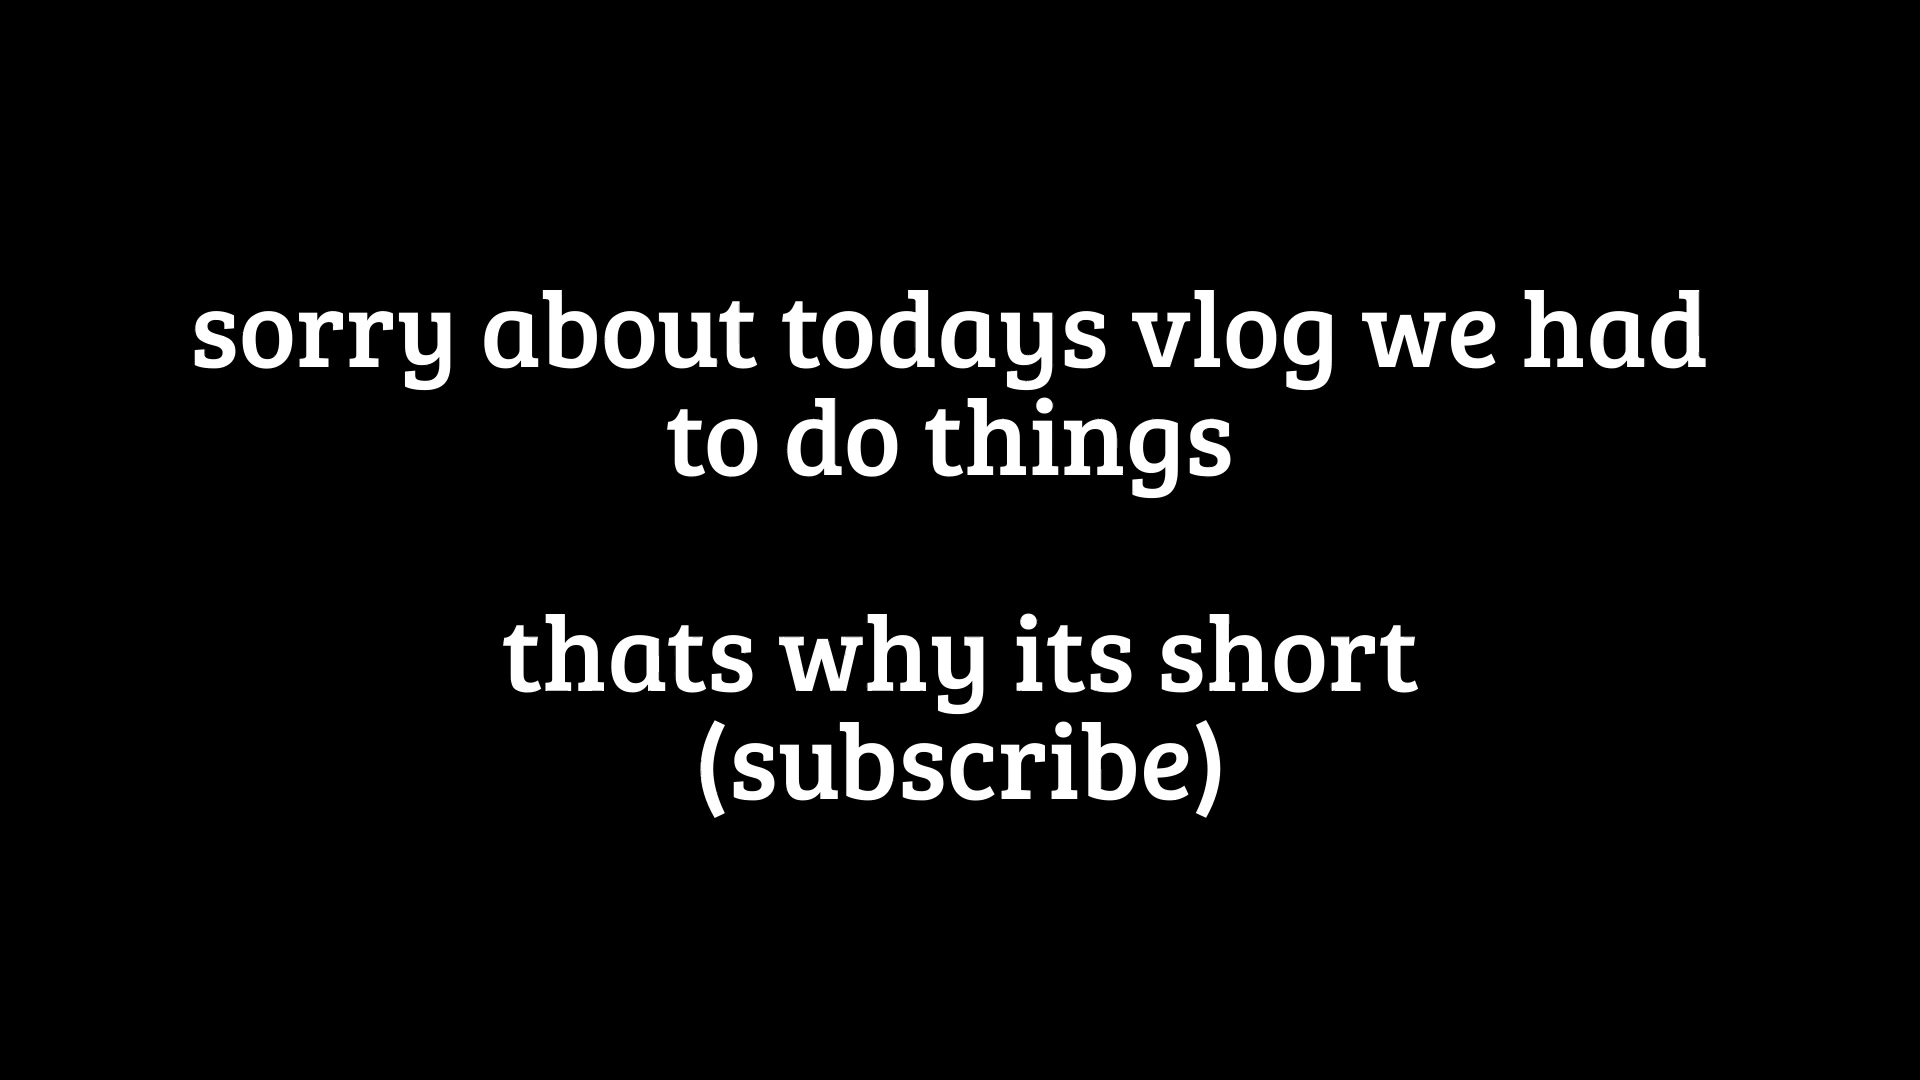 sorry about todays vlog we had
to do things
thats why its short
(subscribe)